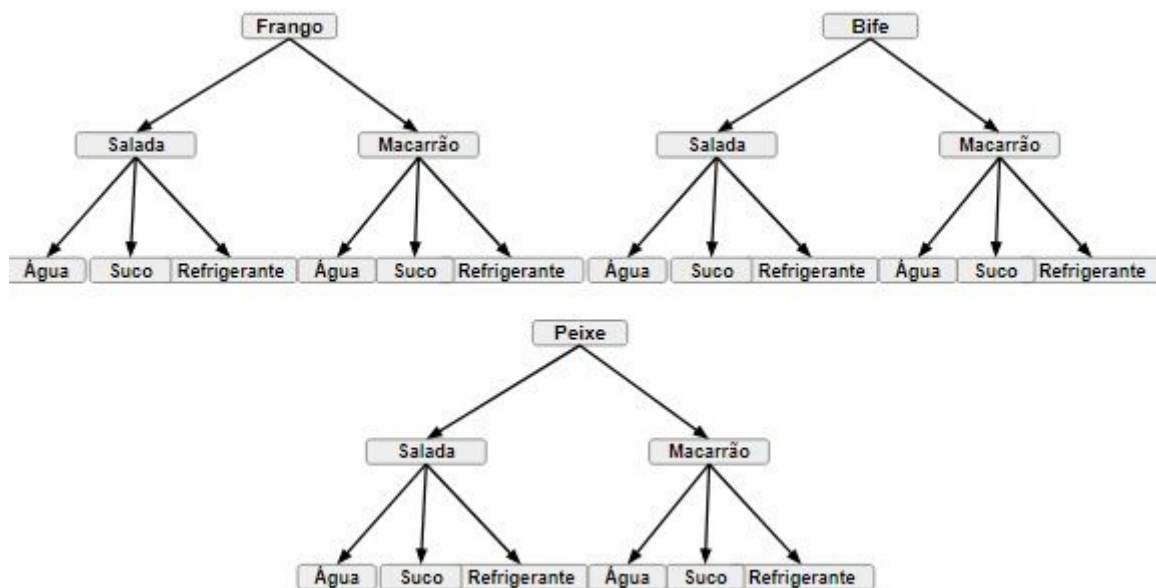 Frango Bife
Salada Macarrão Salada Macarrão
Água Suco Refrigerante Água Suco Refrigerante Água Suco Refrigerante Água Suco Refrigerante
Peixe
Salada Macarrão
Água Suco Refrigerante Água Suco Refrigerante